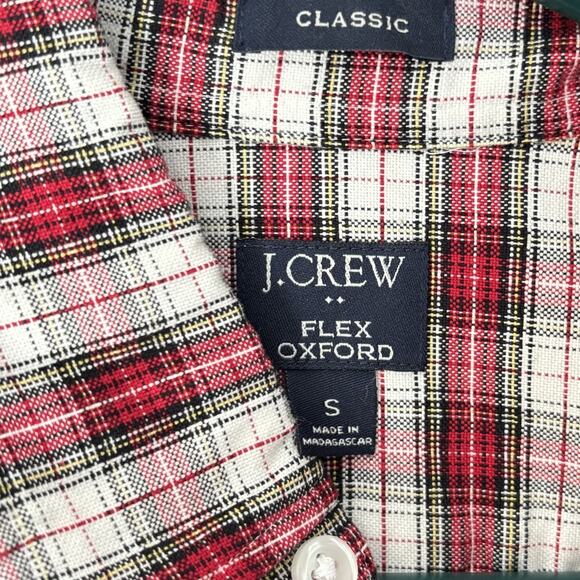 CLASSIC
J.CREW
FLEX
OXFORD
S
MADE IN
MADAGASCAR